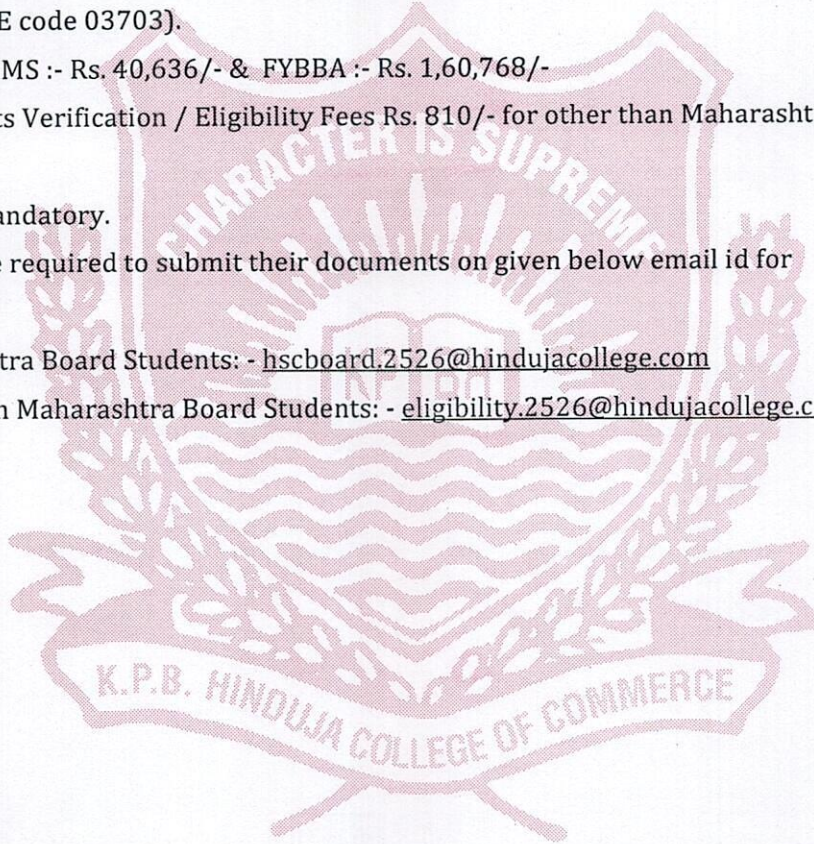 E code 03703).
MS :- Rs. 40,636/- & FYBBA :- Rs. 1,60,768/-
ts Verification / Eligibility Fees Rs. 810/- for other than Maharasht
andatory.
e required to submit their documents on given below email id for
tra Board Students: - hscboard.2526@hindujacollege.com
n Maharashtra Board Students: - eligibility.2526@hindujacollege.c
CHARACTER IS SUPREME
K.P.B. HINDUJA COLLEGE OF COMMERCE